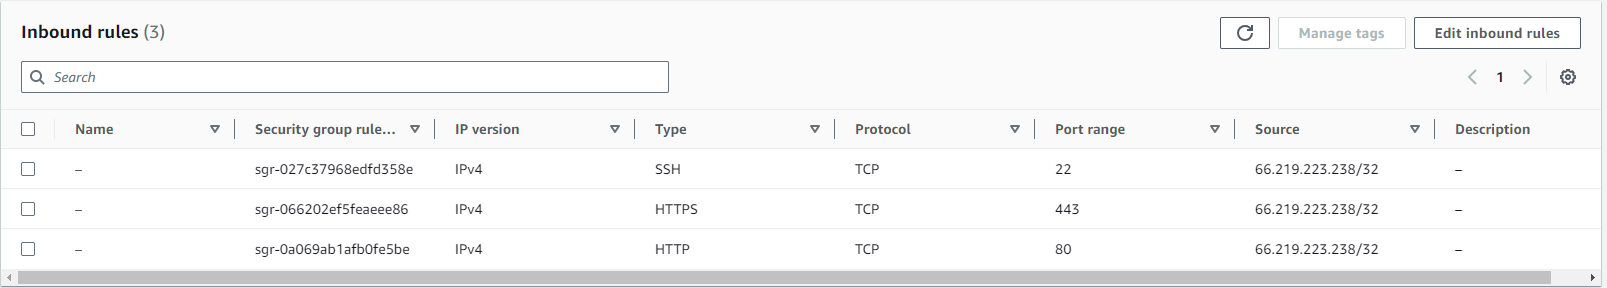 Inbound rules (3)
Manage tags
Edit inbound rules
Search
1
Name Security group rule... IP version Type Protocol Port range Source Description
– sgr-027c37968edfd358e IPv4 SSH TCP 22 66.219.223.238/32 –
– sgr-066202ef5feaeee86 IPv4 HTTPS TCP 443 66.219.223.238/32 –
– sgr-0a069ab1afb0fe5be IPv4 HTTP TCP 80 66.219.223.238/32 –